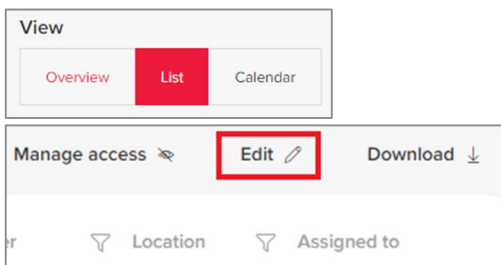 View
Overview List Calendar
Manage access Edit Download
Location Assigned to